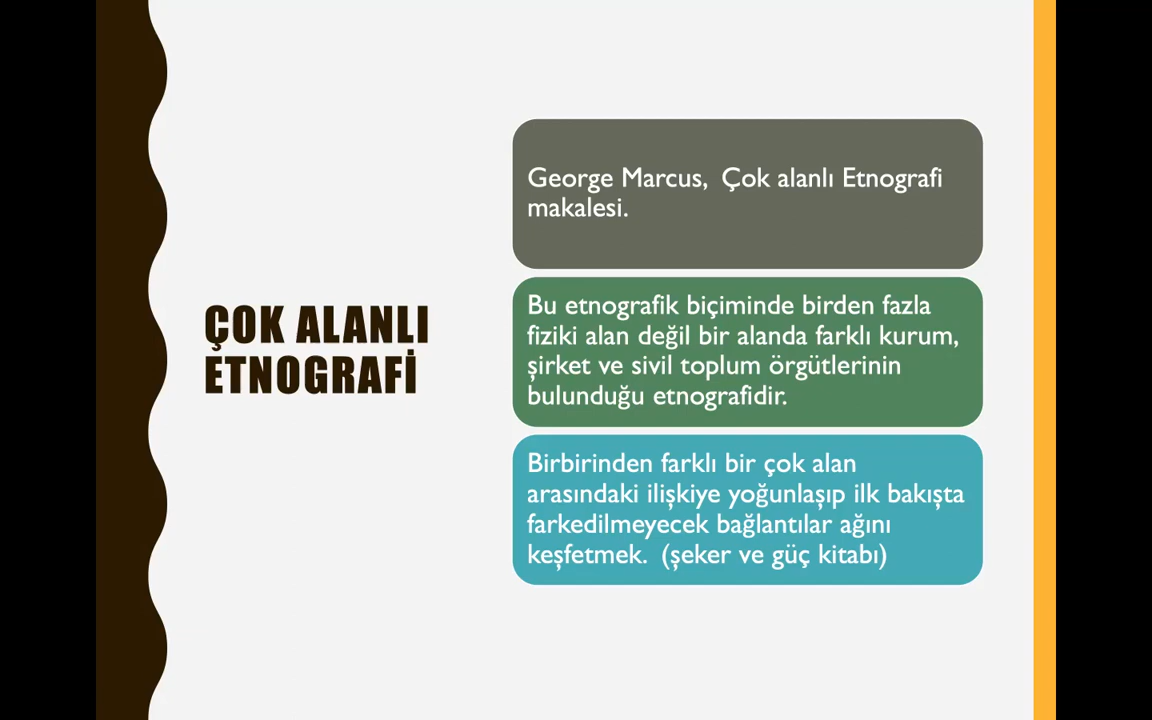 ÇOK ALANLI
ETNOGRAFİ
George Marcus,  Çok alanlı Etnografi
makalesi.
Bu etnografik biçiminde birden fazla
fiziki alan değil bir alanda farklı kurum,
şirket ve sivil toplum örgütlerinin
bulunduğu etnografidir.
Birbirinden farklı bir çok alan
arasındaki ilişkiye yoğunlaşıp ilk bakışta
farkedilmeyecek bağlantılar ağını
keşfetmek.  (şeker ve güç kitabı)